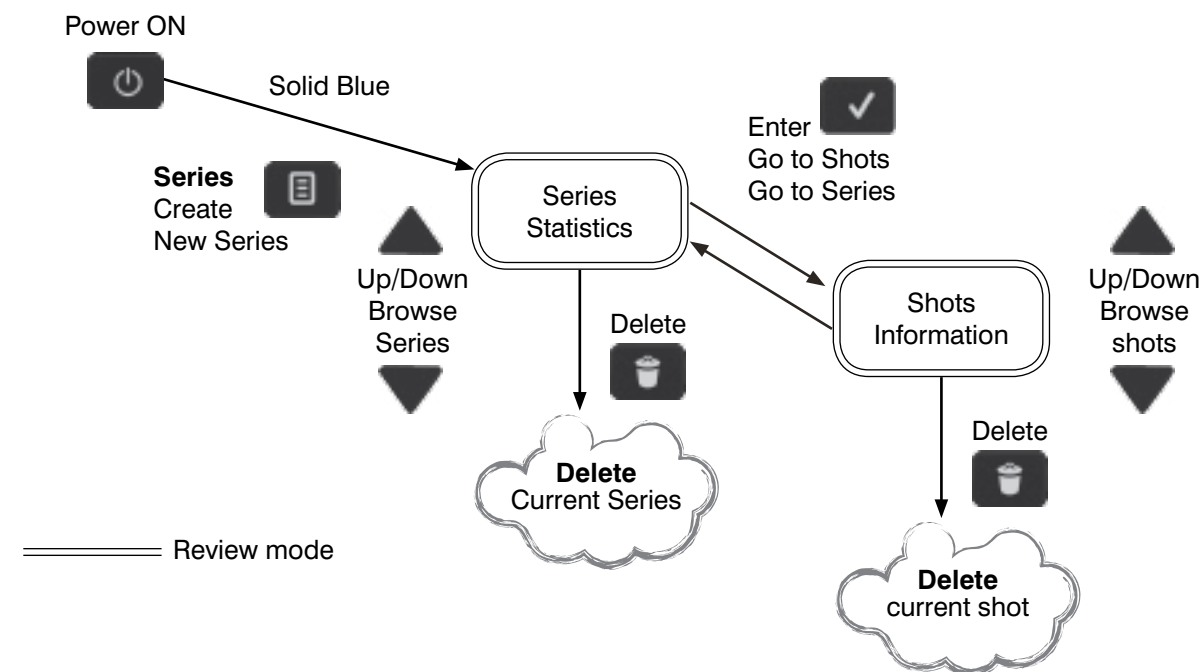 Power ON
Solid Blue
Enter
Go to Shots
Go to Series
Series
Create
New Series
Series
Statistics
Up/Down
Browse
Series
Shots
Information
Up/Down
Browse
shots
Delete
Delete
Current Series
Delete
Delete
current shot
Review mode